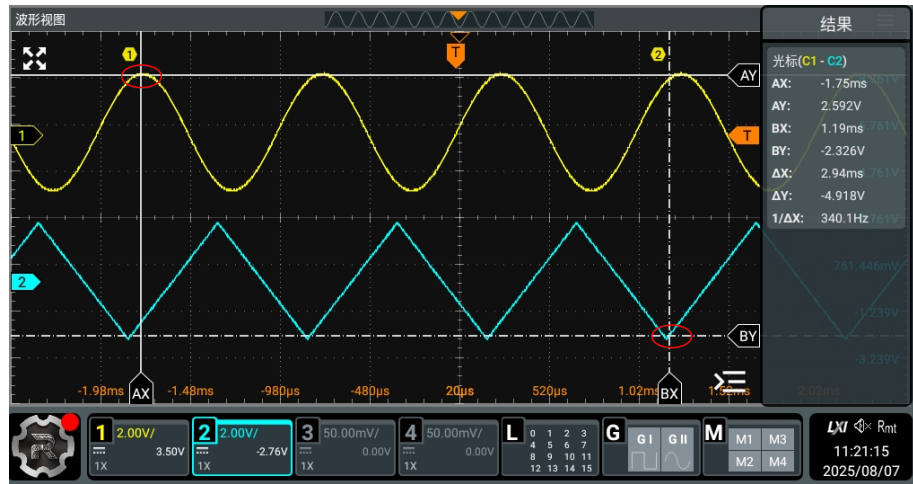 波形视图
结果
T
1
2
AY
1
T
2
BY
AX
BX
-1.98ms
-1.48ms
-980µs
-480µs
20µs
520µs
1.02ms
2.02ms
761.446mV
-1.239V
-3.239V
光标(C1 - C2)
AX: -1.75ms
AY: 2.592V
BX: 1.19ms
BY: -2.326V
ΔX: 2.94ms
ΔY: -4.918V
1/ΔX: 340.1Hz
R
1 2.00V/
3.50V
1X
2 2.00V/
-2.76V
1X
3 50.00mV/
0.00V
1X
4 50.00mV/
0.00V
1X
L 0 1 2 3
4 5 6 7
8 9 10 11
12 13 14 15
G GI GII
M M1 M3
M2 M4
LXI Rmt
11:21:15
2025/08/07